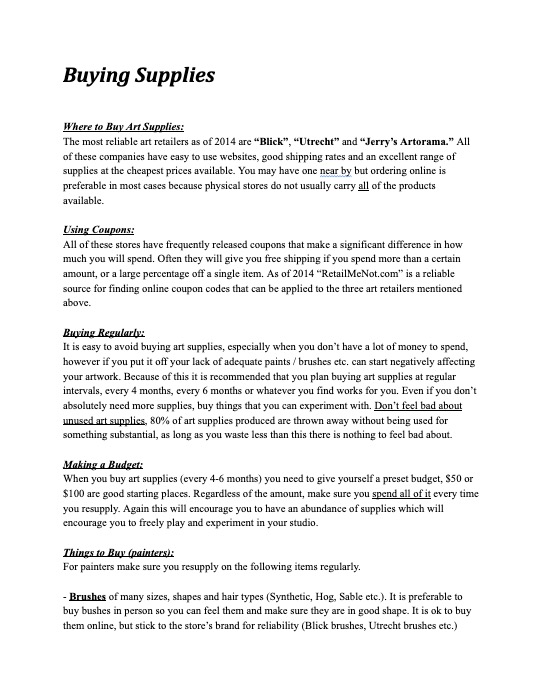 Buying Supplies
Where to Buy Art Supplies:
The most reliable art retailers as of 2014 are “Blick”, “Utrecht” and “Jerry’s Artorama.” All
of these companies have easy to use websites, good shipping rates and an excellent range of
supplies at the cheapest prices available. You may have one near by but ordering online is
preferable in most cases because physical stores do not usually carry all of the products
available.
Using Coupons:
All of these stores have frequently released coupons that make a significant difference in how
much you will spend. Often they will give you free shipping if you spend more than a certain
amount, or a large percentage off a single item. As of 2014 “RetailMeNot.com” is a reliable
source for finding online coupon codes that can be applied to the three art retailers mentioned
above.
Buying Regularly:
It is easy to avoid buying art supplies, especially when you don’t have a lot of money to spend,
however if you put it off your lack of adequate paints / brushes etc. can start negatively affecting
your artwork. Because of this it is recommended that you plan buying art supplies at regular
intervals, every 4 months, every 6 months or whatever you find works for you. Even if you don’t
absolutely need more supplies, buy things that you can experiment with. Don’t feel bad about
unused art supplies, 80% of art supplies produced are thrown away without being used for
something substantial, as long as you waste less than this there is nothing to feel bad about.
Making a Budget:
When you buy art supplies (every 4-6 months) you need to give yourself a preset budget, $50 or
$100 are good starting places. Regardless of the amount, make sure you spend all of it every time
you resupply. Again this will encourage you to have an abundance of supplies which will
encourage you to freely play and experiment in your studio.
Things to Buy (painters):
For painters make sure you resupply on the following items regularly.
- Brushes of many sizes, shapes and hair types (Synthetic, Hog, Sable etc.). It is preferable to
buy bushes in person so you can feel them and make sure they are in good shape. It is ok to buy
them online, but stick to the store’s brand for reliability (Blick brushes, Utrecht brushes etc.)